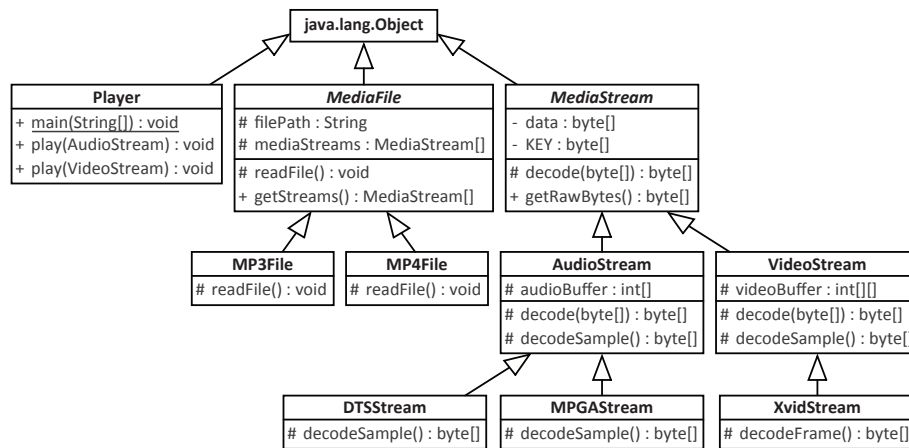 java.lang.Object
Player
+ main(String[]) : void
+ play(AudioStream) : void
+ play(VideoStream) : void
MediaFile
# filePath : String
# mediaStreams : MediaStream[]
# readFile() : void
+ getStreams() : MediaStream[]
MediaStream
- data : byte[]
- KEY : byte[]
# decode(byte[]) : byte[]
+ getRawBytes() : byte[]
MP3File
# readFile() : void
MP4File
# readFile() : void
AudioStream
# audioBuffer : int[]
# decode(byte[]) : byte[]
# decodeSample() : byte[]
VideoStream
# videoBuffer : int[][]
# decode(byte[]) : byte[]
# decodeSample() : byte[]
DTSStream
# decodeSample() : byte[]
MPGAStream
# decodeSample() : byte[]
XvidStream
# decodeFrame() : byte[]